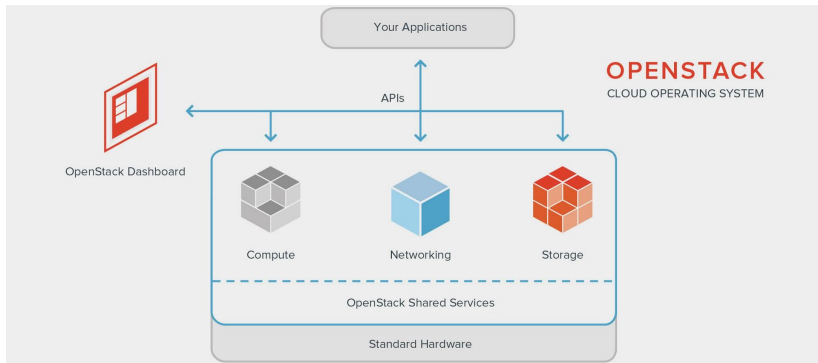 Your Applications
OPENSTACK
CLOUD OPERATING SYSTEM
APIs
OpenStack Dashboard
Compute
Networking
Storage
OpenStack Shared Services
Standard Hardware